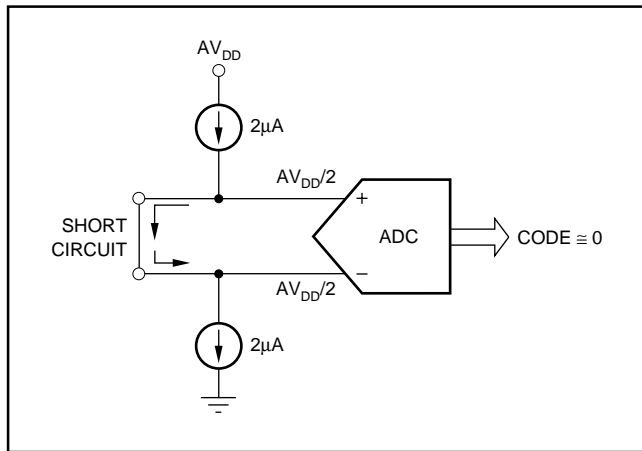 AVDD
2μA
AVDD/2
+
SHORT
CIRCUIT
ADC
CODE ≅ 0
−
AVDD/2
2μA